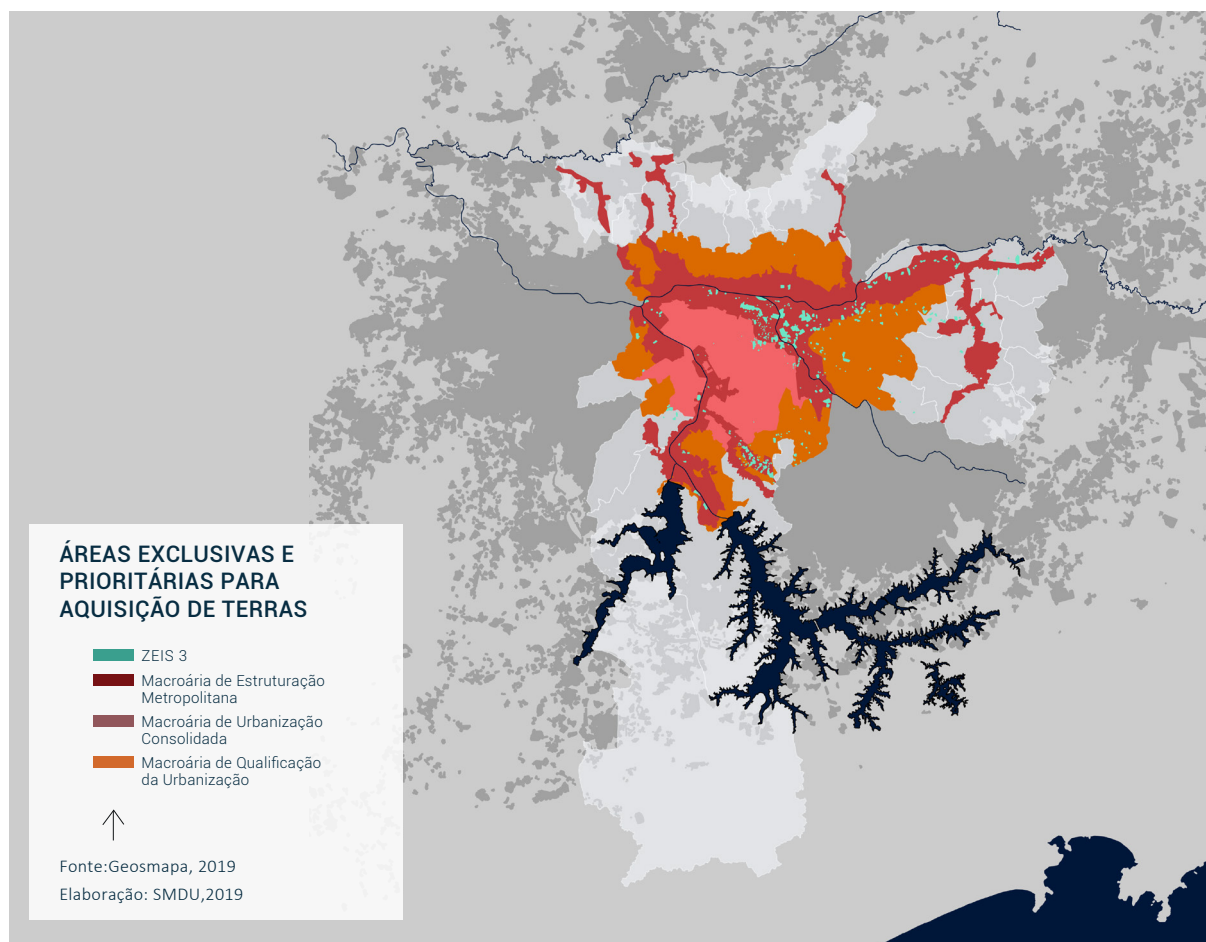 ÁREAS EXCLUSIVAS E
PRIORITÁRIAS PARA
AQUISIÇÃO DE TERRAS
ZEIS 3
Macroária de Estruturação
Metropolitana
Macroária de Urbanização
Consolidada
Macroária de Qualificação
da Urbanização
Fonte:Geosmapa, 2019
Elaboração: SMDU,2019